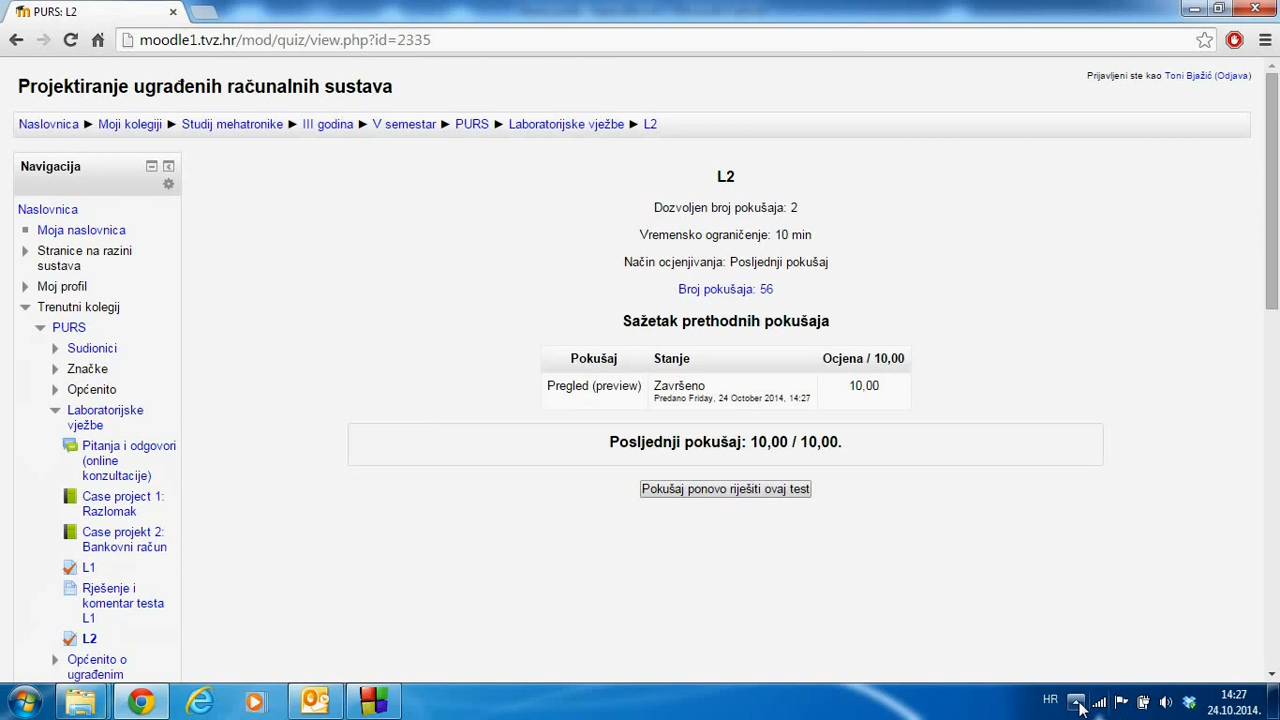 PURS: L2
moodle1.tvz.hr/mod/quiz/view.php?id=2335
Projektiranje ugrađenih računalnih sustava
Prijavljeni ste kao Toni Bjažić (Odjava)
Naslovnica ► Moji kolegiji ► Studij mehatronike ► III godina ► V semestar ► PURS ► Laboratorijske vježbe ► L2
Navigacija
Naslovnica
Moja naslovnica
Stranice na razini
sustava
Moj profil
Trenutni kolegij
PURS
Sudionici
Značke
Općenito
Laboratorijske
vježbe
Pitanja i odgovori
(online
konzultacije)
Case project 1:
Razlomak
Case projekt 2:
Bankovni račun
L1
Rješenje i
komentar testa
L1
L2
Općenito o
ugrađenim
L2
Dozvoljen broj pokušaja: 2
Vremensko ograničenje: 10 min
Način ocjenjivanja: Posljednji pokušaj
Broj pokušaja: 56
Sažetak prethodnih pokušaja
Pokušaj Stanje Ocjena / 10,00
Pregled (preview) Završeno 10,00
Predano Friday, 24 October 2014, 14:27
Posljednji pokušaj: 10,00 / 10,00.
Pokušaj ponovo riješiti ovaj test
HR
14:27
24.10.2014.